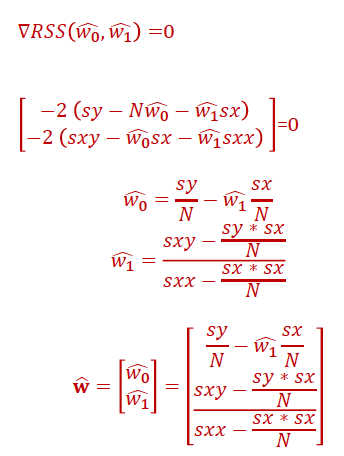 ∇RSS(ŵ₀,ŵ₁) =0
[ −2 (sy − Nŵ₀ − ŵ₁sx)
−2 (sxy − ŵ₀sx − ŵ₁sxx) ]=0
ŵ₀ = sy/N − ŵ₁ sx/N
ŵ₁ = (sxy − (sy * sx)/N) / (sxx − (sx * sx)/N)
ŵ = [ŵ₀ ŵ₁] = [ sy/N − ŵ₁ sx/N
(sxy − (sy * sx)/N) / (sxx − (sx * sx)/N) ]